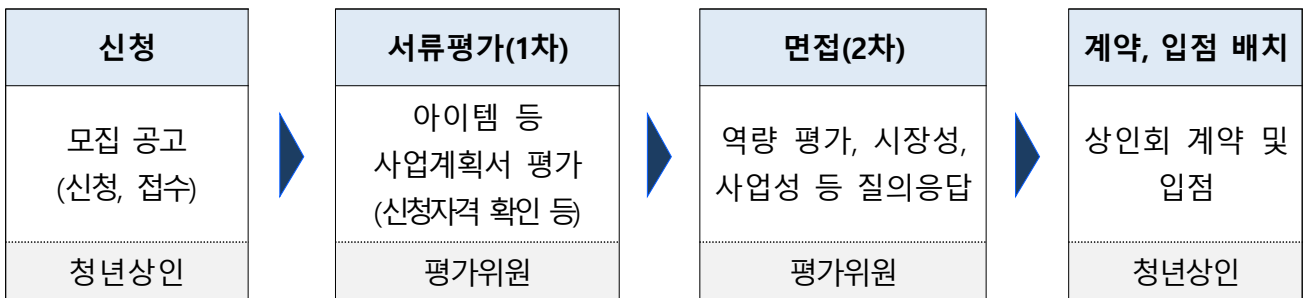 신청
모집 공고
(신청, 접수)
청년상인
서류평가(1차)
아이템 등
사업계획서 평가
(신청자격 확인 등)
평가위원
면접(2차)
역량 평가, 시장성,
사업성 등 질의응답
평가위원
계약, 입점 배치
상인회 계약 및
입점
청년상인